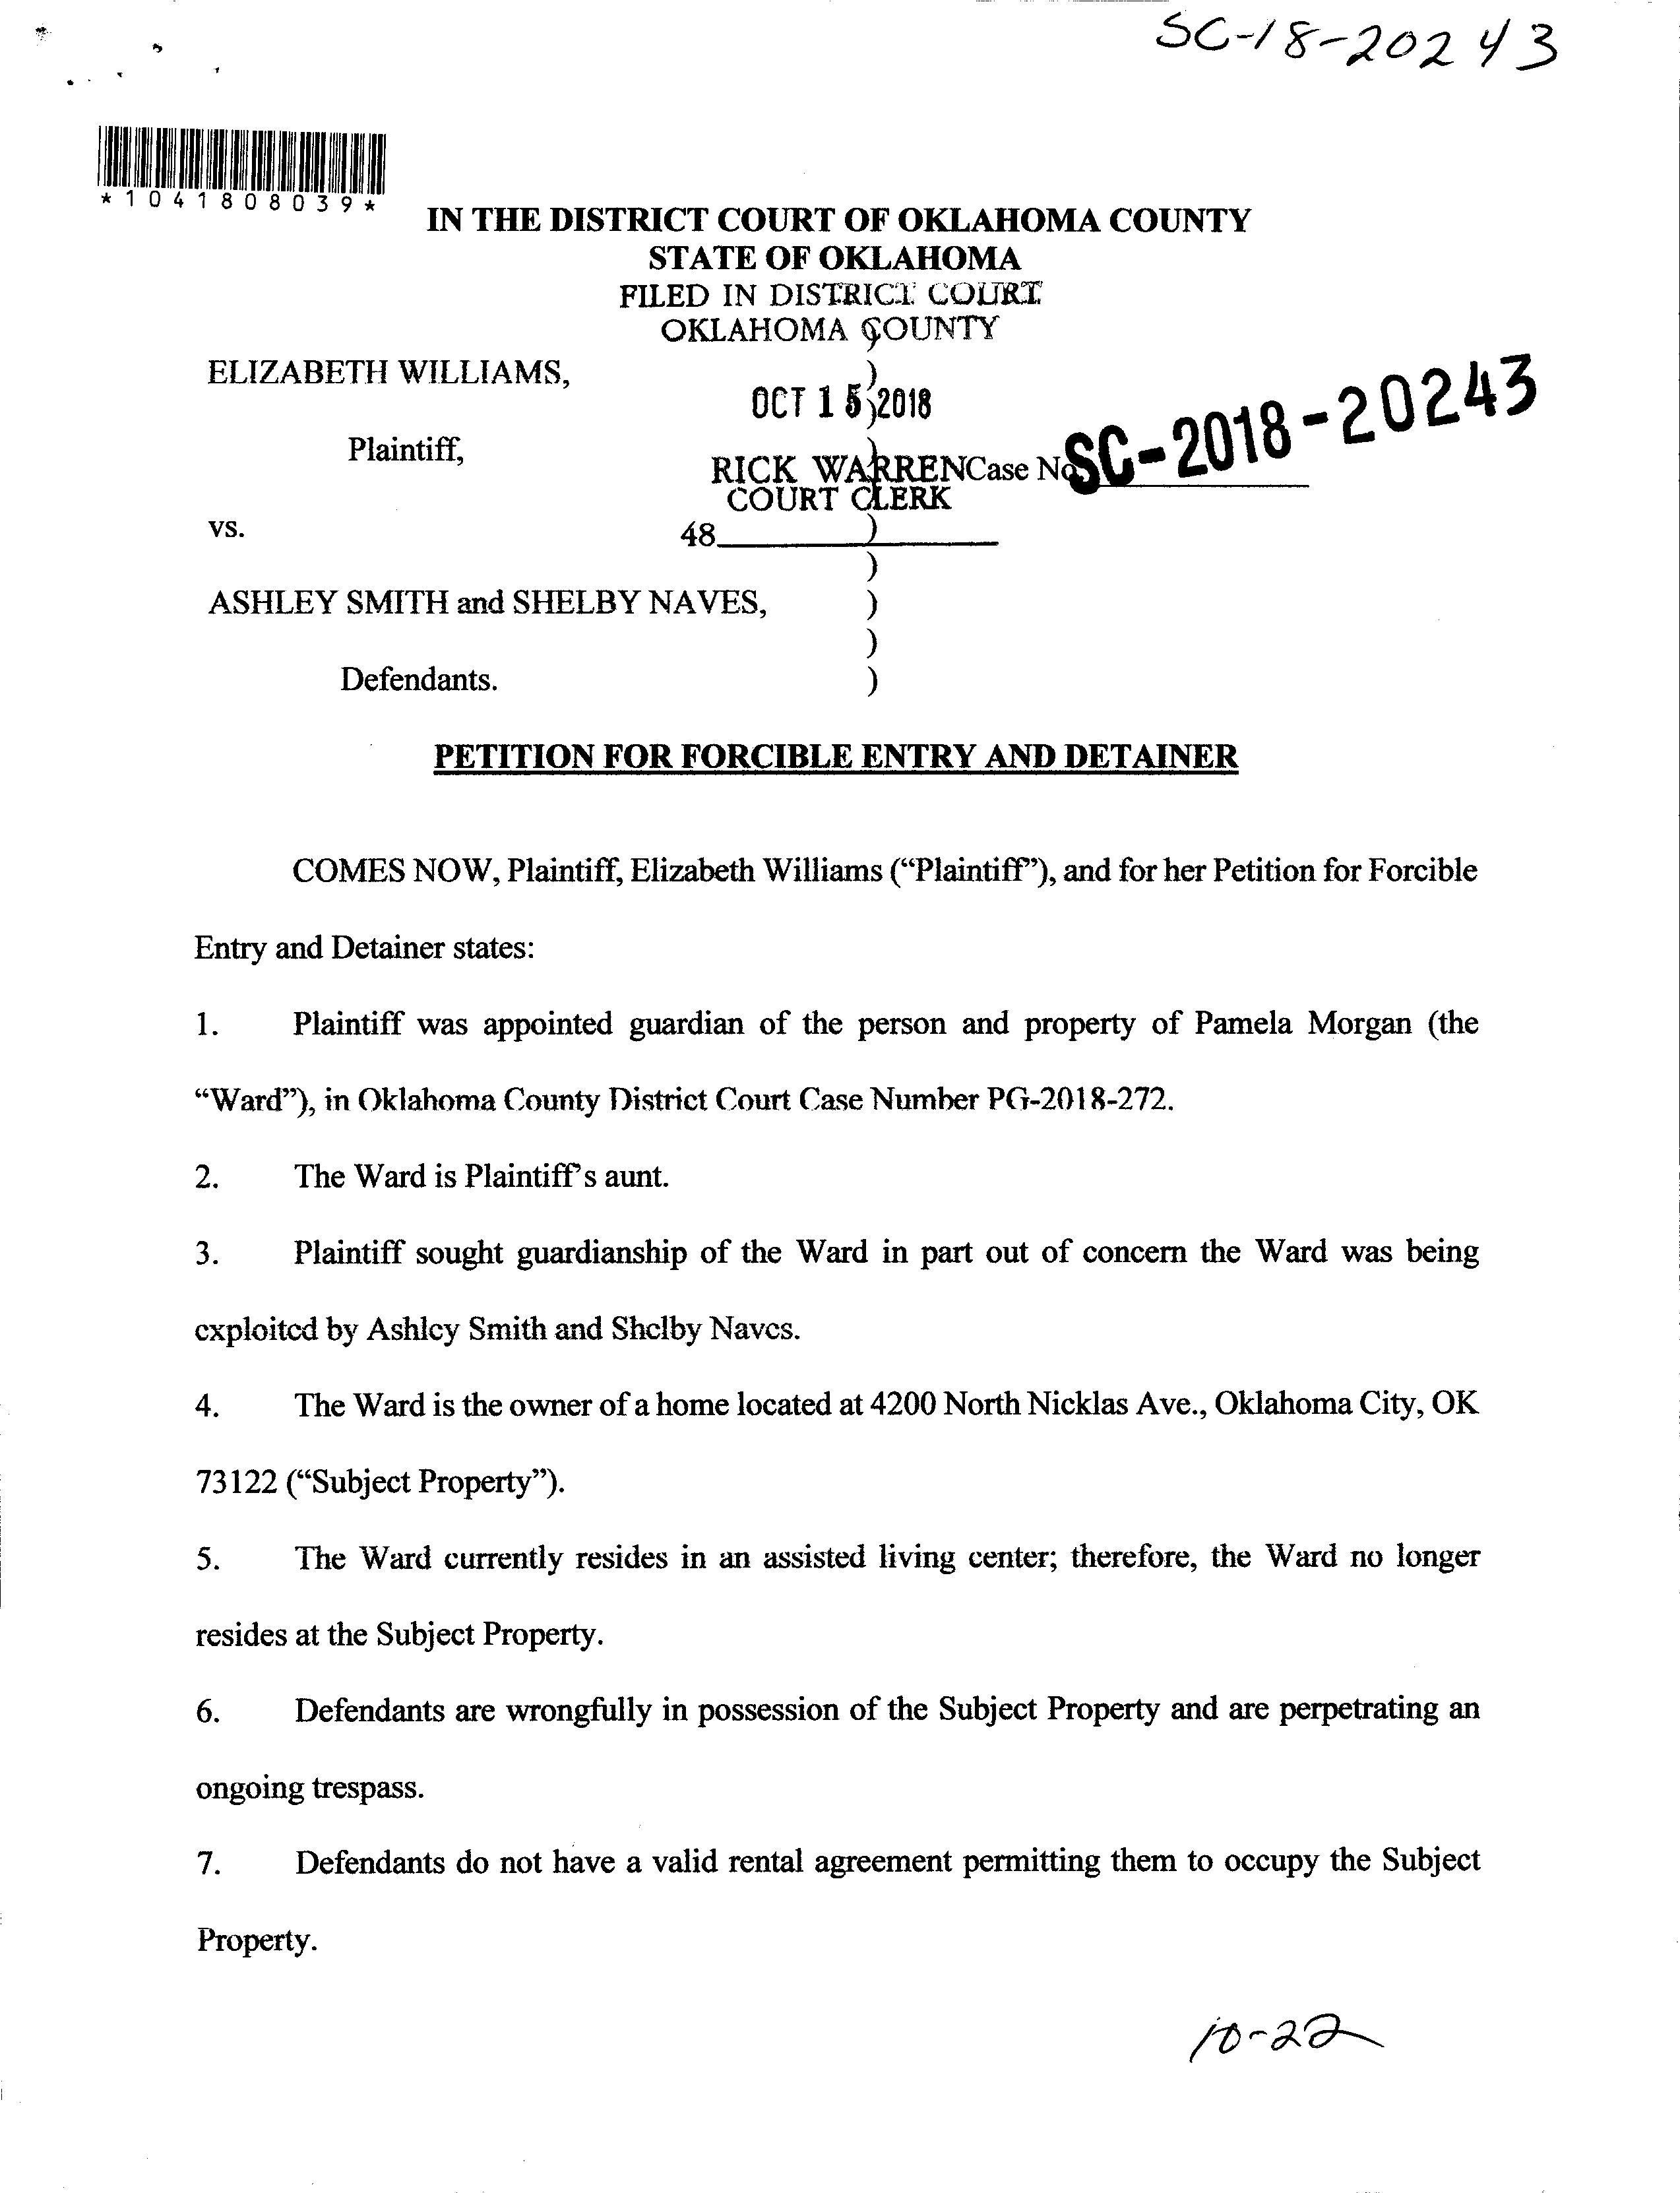 SC-18-20243
*1041808039*
IN THE DISTRICT COURT OF OKLAHOMA COUNTY
STATE OF OKLAHOMA
FILED IN DISTRICT COURT
OKLAHOMA COUNTY
ELIZABETH WILLIAMS,
)
OCT 15 2018
)
Plaintiff,
)
RICK WARREN Case No. SC-2018-20243
COURT CLERK
vs.
48 )
)
ASHLEY SMITH and SHELBY NAVES, )
)
Defendants. )
PETITION FOR FORCIBLE ENTRY AND DETAINER
COMES NOW, Plaintiff, Elizabeth Williams (“Plaintiff”), and for her Petition for Forcible
Entry and Detainer states:
1. Plaintiff was appointed guardian of the person and property of Pamela Morgan (the
“Ward”), in Oklahoma County District Court Case Number PG-2018-272.
2. The Ward is Plaintiff’s aunt.
3. Plaintiff sought guardianship of the Ward in part out of concern the Ward was being
exploited by Ashley Smith and Shelby Naves.
4. The Ward is the owner of a home located at 4200 North Nicklas Ave., Oklahoma City, OK
73122 (“Subject Property”).
5. The Ward currently resides in an assisted living center; therefore, the Ward no longer
resides at the Subject Property.
6. Defendants are wrongfully in possession of the Subject Property and are perpetrating an
ongoing trespass.
7. Defendants do not have a valid rental agreement permitting them to occupy the Subject
Property.
10-22